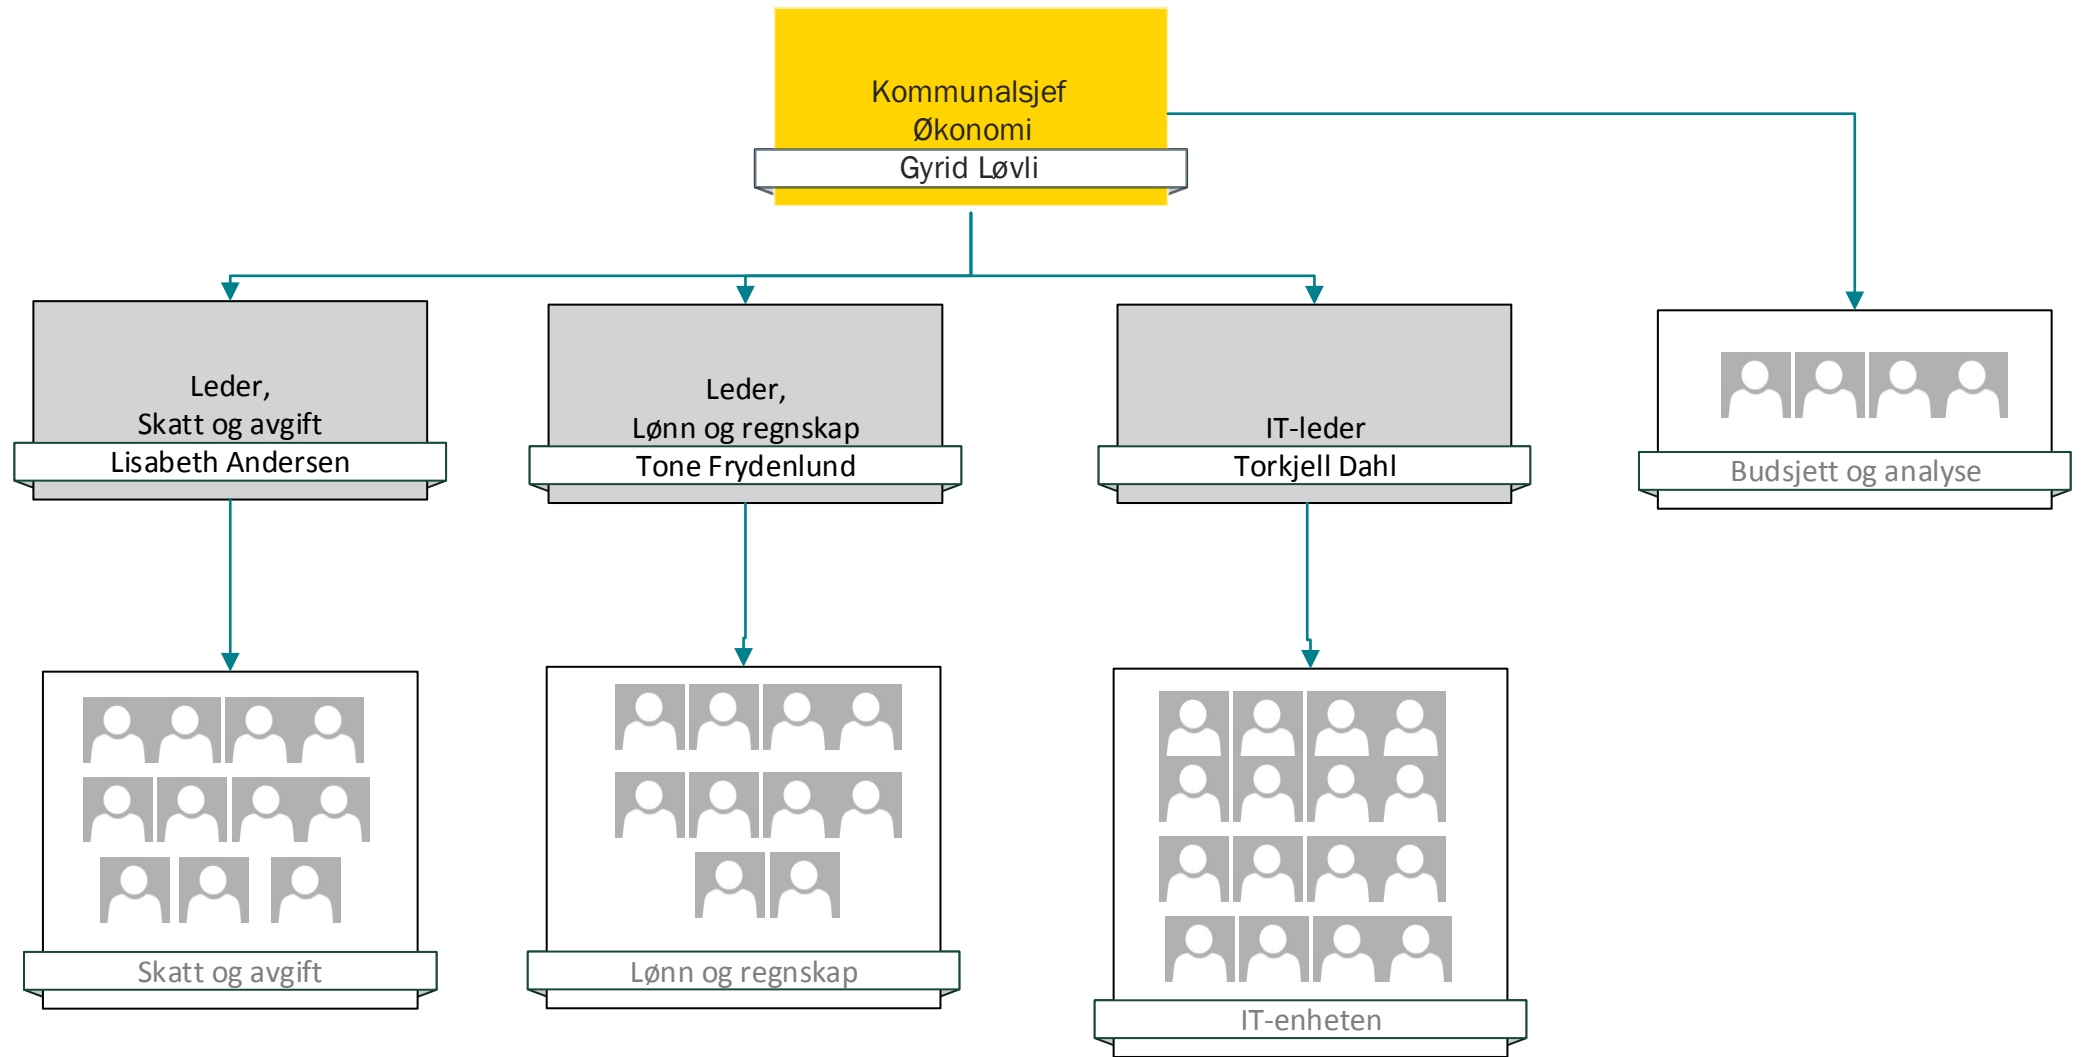 Kommunalsjef
Økonomi
Gyrid Løvli
Leder,
Skatt og avgift
Lisabeth Andersen
Leder,
Lønn og regnskap
Tone Frydenlund
IT-leder
Torkjell Dahl
Budsjett og analyse
Skatt og avgift
Lønn og regnskap
IT-enheten